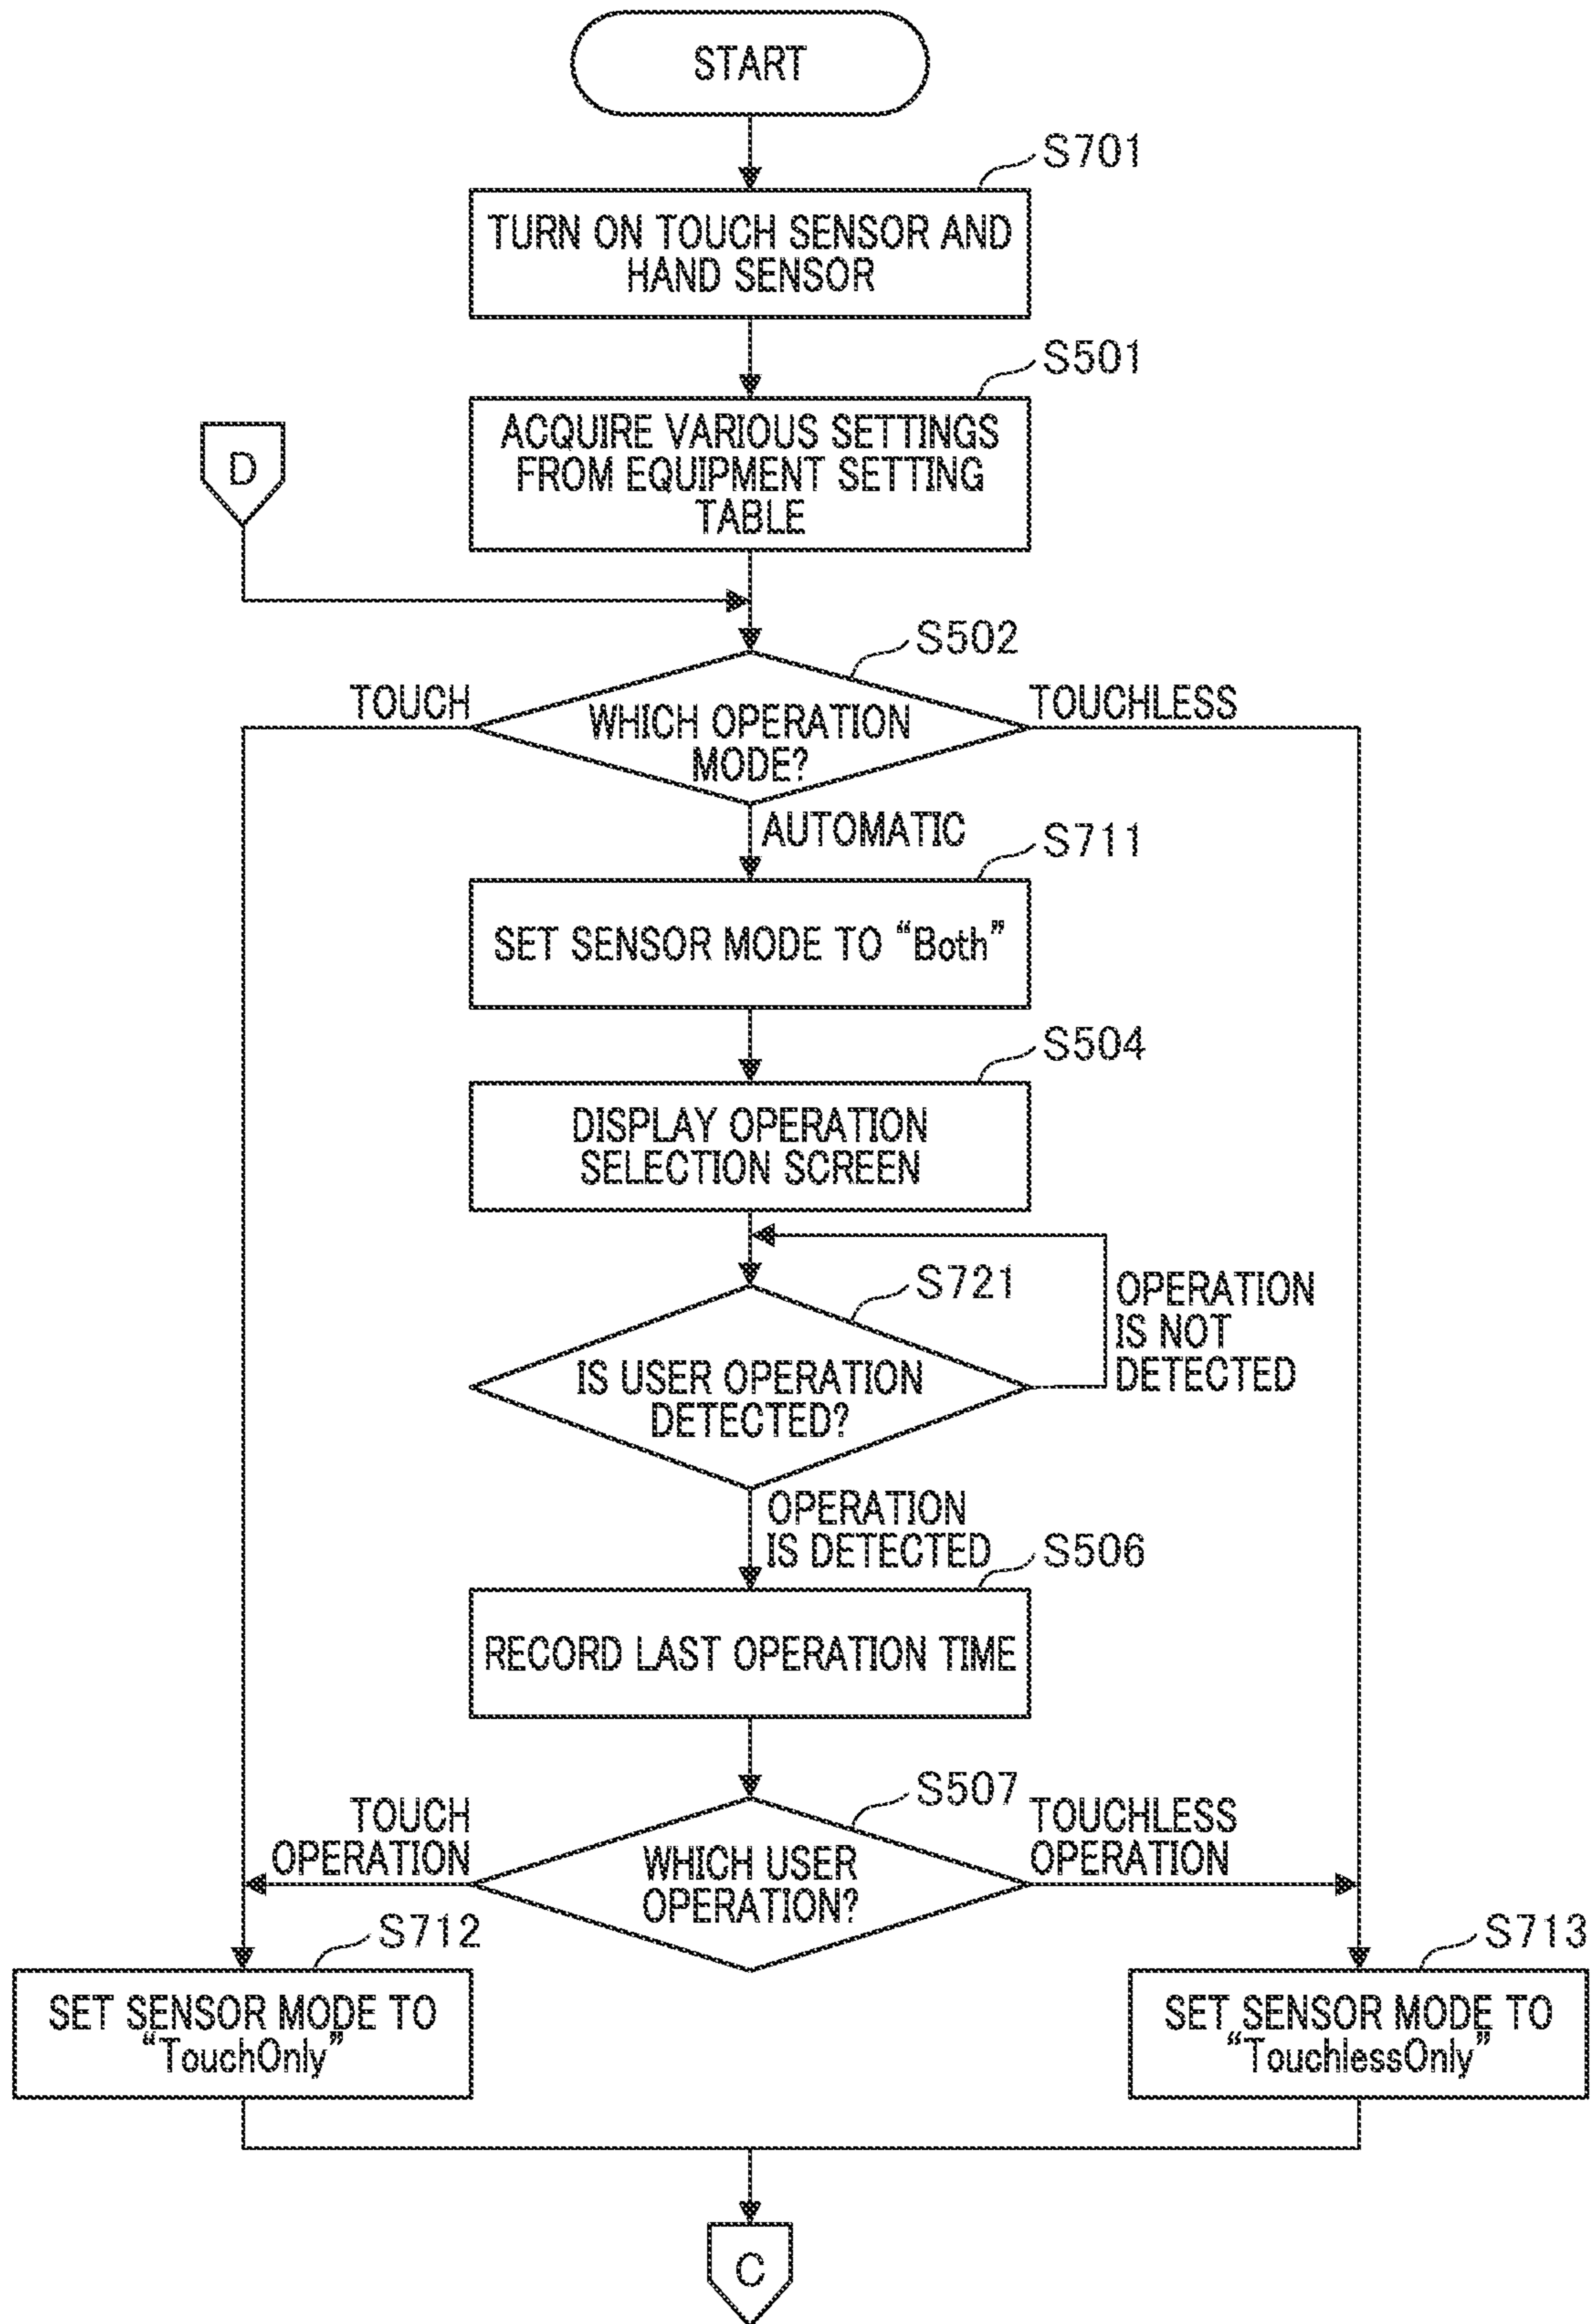 START
S701
TURN ON TOUCH SENSOR AND
HAND SENSOR
S501
ACQUIRE VARIOUS SETTINGS
FROM EQUIPMENT SETTING
TABLE
D
S502
TOUCH
TOUCHLESS
WHICH OPERATION
MODE?
AUTOMATIC
S711
SET SENSOR MODE TO “Both”
S504
DISPLAY OPERATION
SELECTION SCREEN
S721
OPERATION
IS NOT
DETECTED
IS USER OPERATION
DETECTED?
OPERATION
IS DETECTED
S506
RECORD LAST OPERATION TIME
S507
TOUCH
OPERATION
TOUCHLESS
OPERATION
WHICH USER
OPERATION?
S712
SET SENSOR MODE TO
“TouchOnly”
S713
SET SENSOR MODE TO
“TouchlessOnly”
C